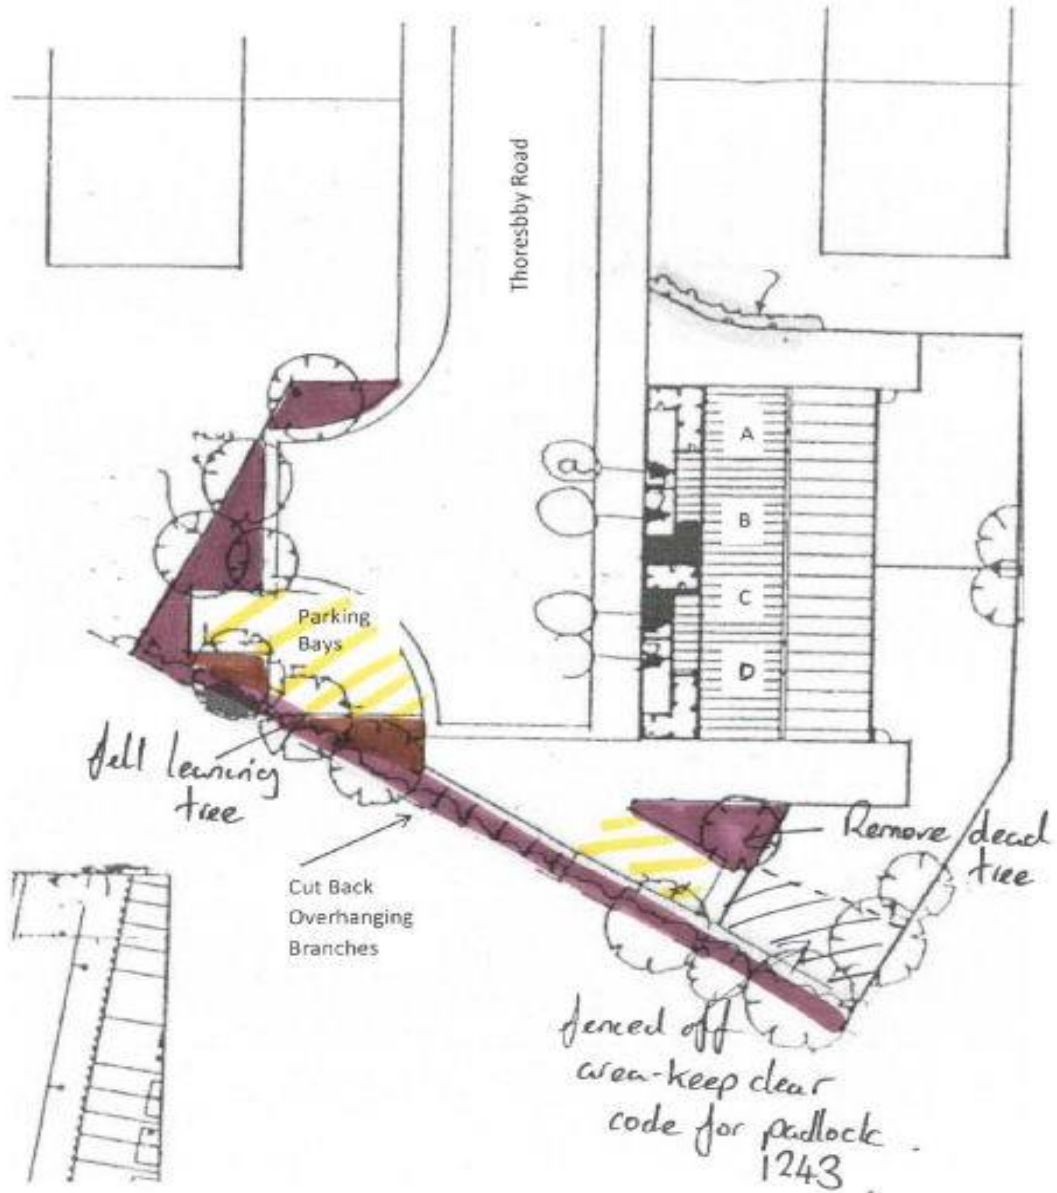 Thoresbby Road
A
B
C
D
Parking
Bays
fell leaning
tree
Remove dead
tree
Cut Back
Overhanging
Branches
fenced off
area-keep clear
code for padlock
1243